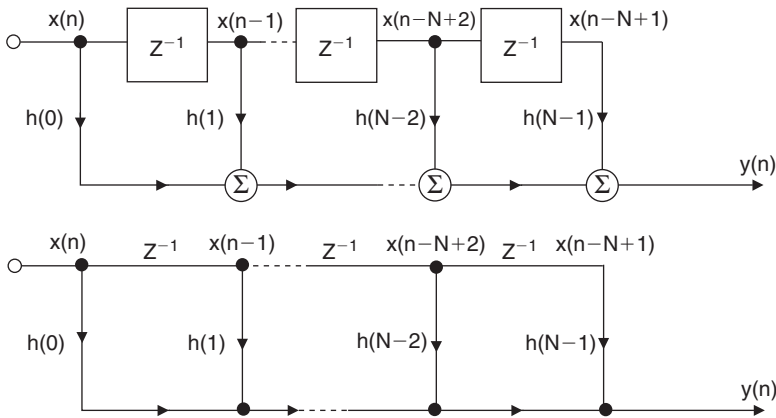 x(n) x(n−1) x(n−N+2) x(n−N+1)
Z⁻¹ Z⁻¹ Z⁻¹
h(0) h(1) h(N−2) h(N−1)
y(n)
Σ Σ Σ
x(n) x(n−1) x(n−N+2) x(n−N+1)
Z⁻¹ Z⁻¹ Z⁻¹
h(0) h(1) h(N−2) h(N−1)
y(n)